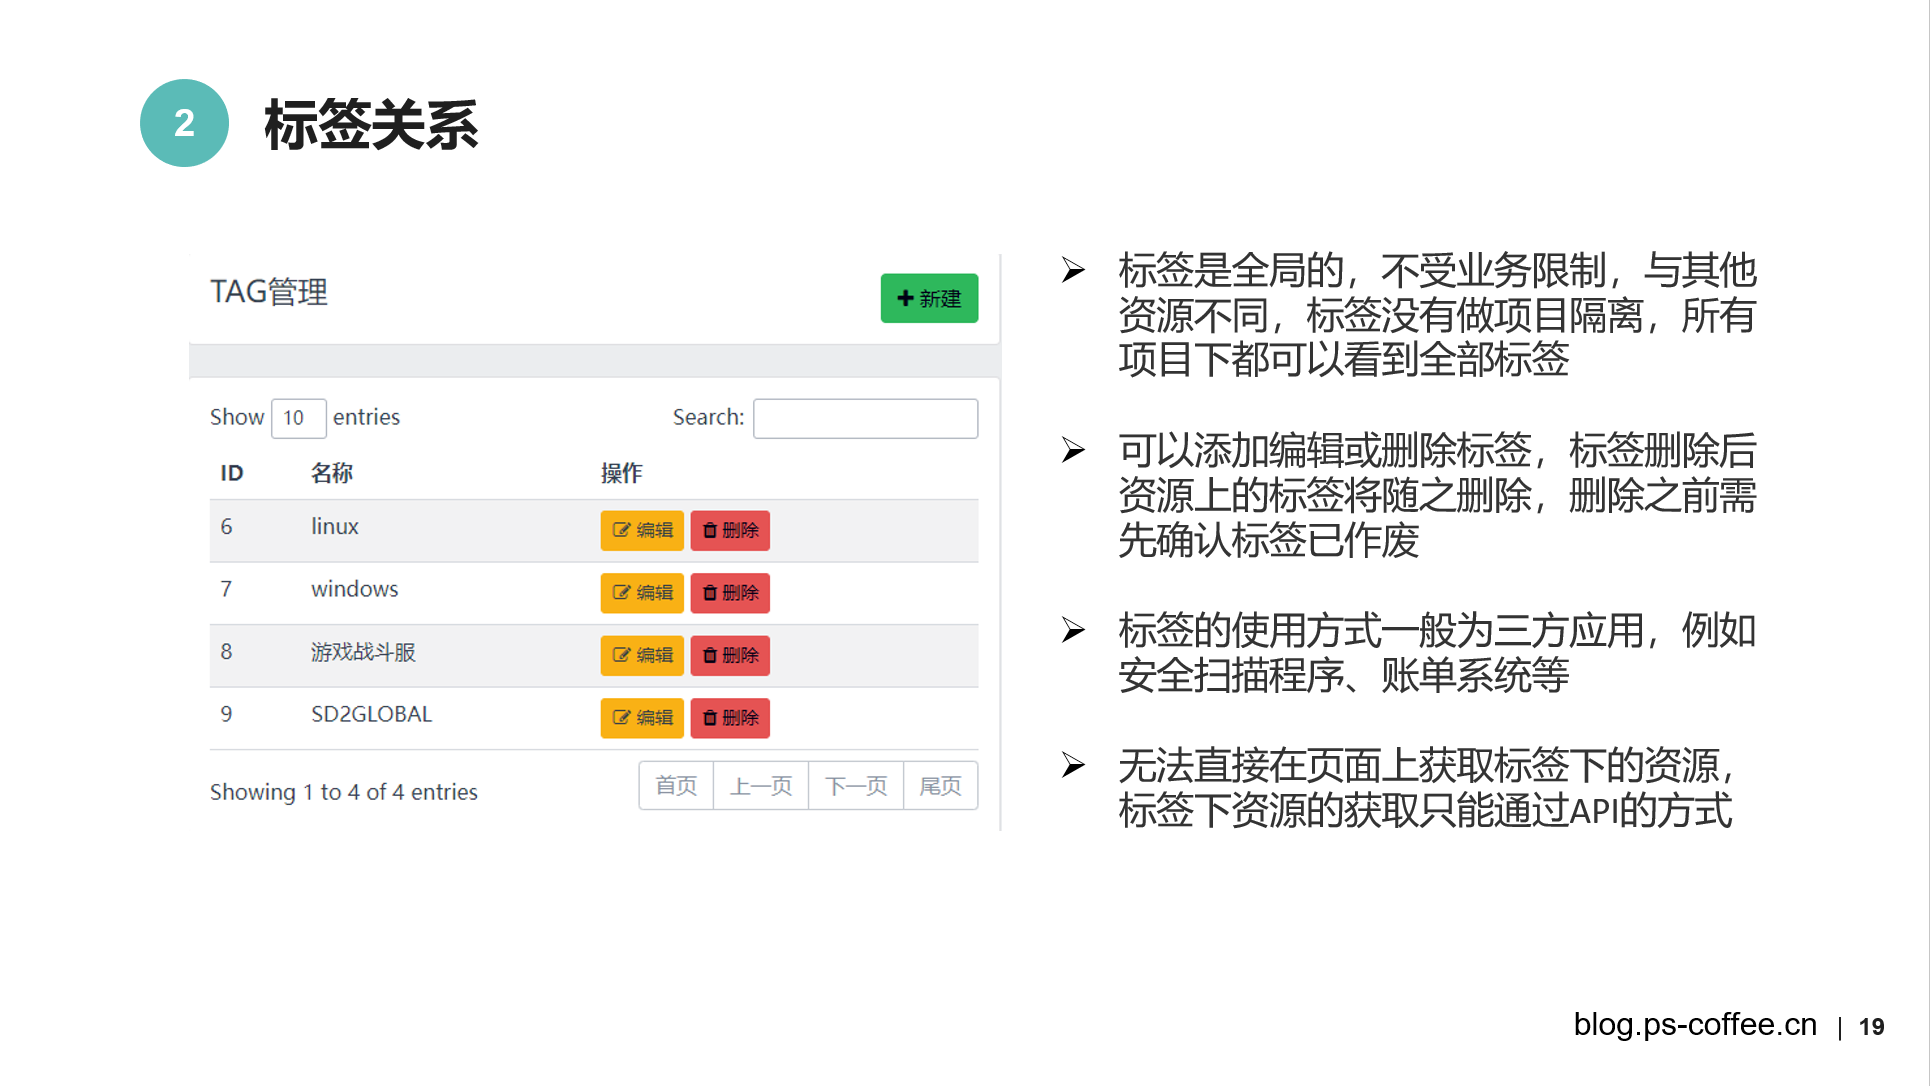 2 标签关系
TAG管理
新建
Show 10 entries
Search:
ID 名称 操作
6 linux 编辑 删除
7 windows 编辑 删除
8 游戏战斗服 编辑 删除
9 SD2GLOBAL 编辑 删除
Showing 1 to 4 of 4 entries
首页 上一页 下一页 尾页
标签是全局的，不受业务限制，与其他
资源不同，标签没有做项目隔离，所有
项目下都可以看到全部标签
可以添加编辑或删除标签，标签删除后
资源上的标签将随之删除，删除之前需
先确认标签已作废
标签的使用方式一般为三方应用，例如
安全扫描程序、账单系统等
无法直接在页面上获取标签下的资源，
标签下资源的获取只能通过API的方式
blog.ps-coffee.cn | 19